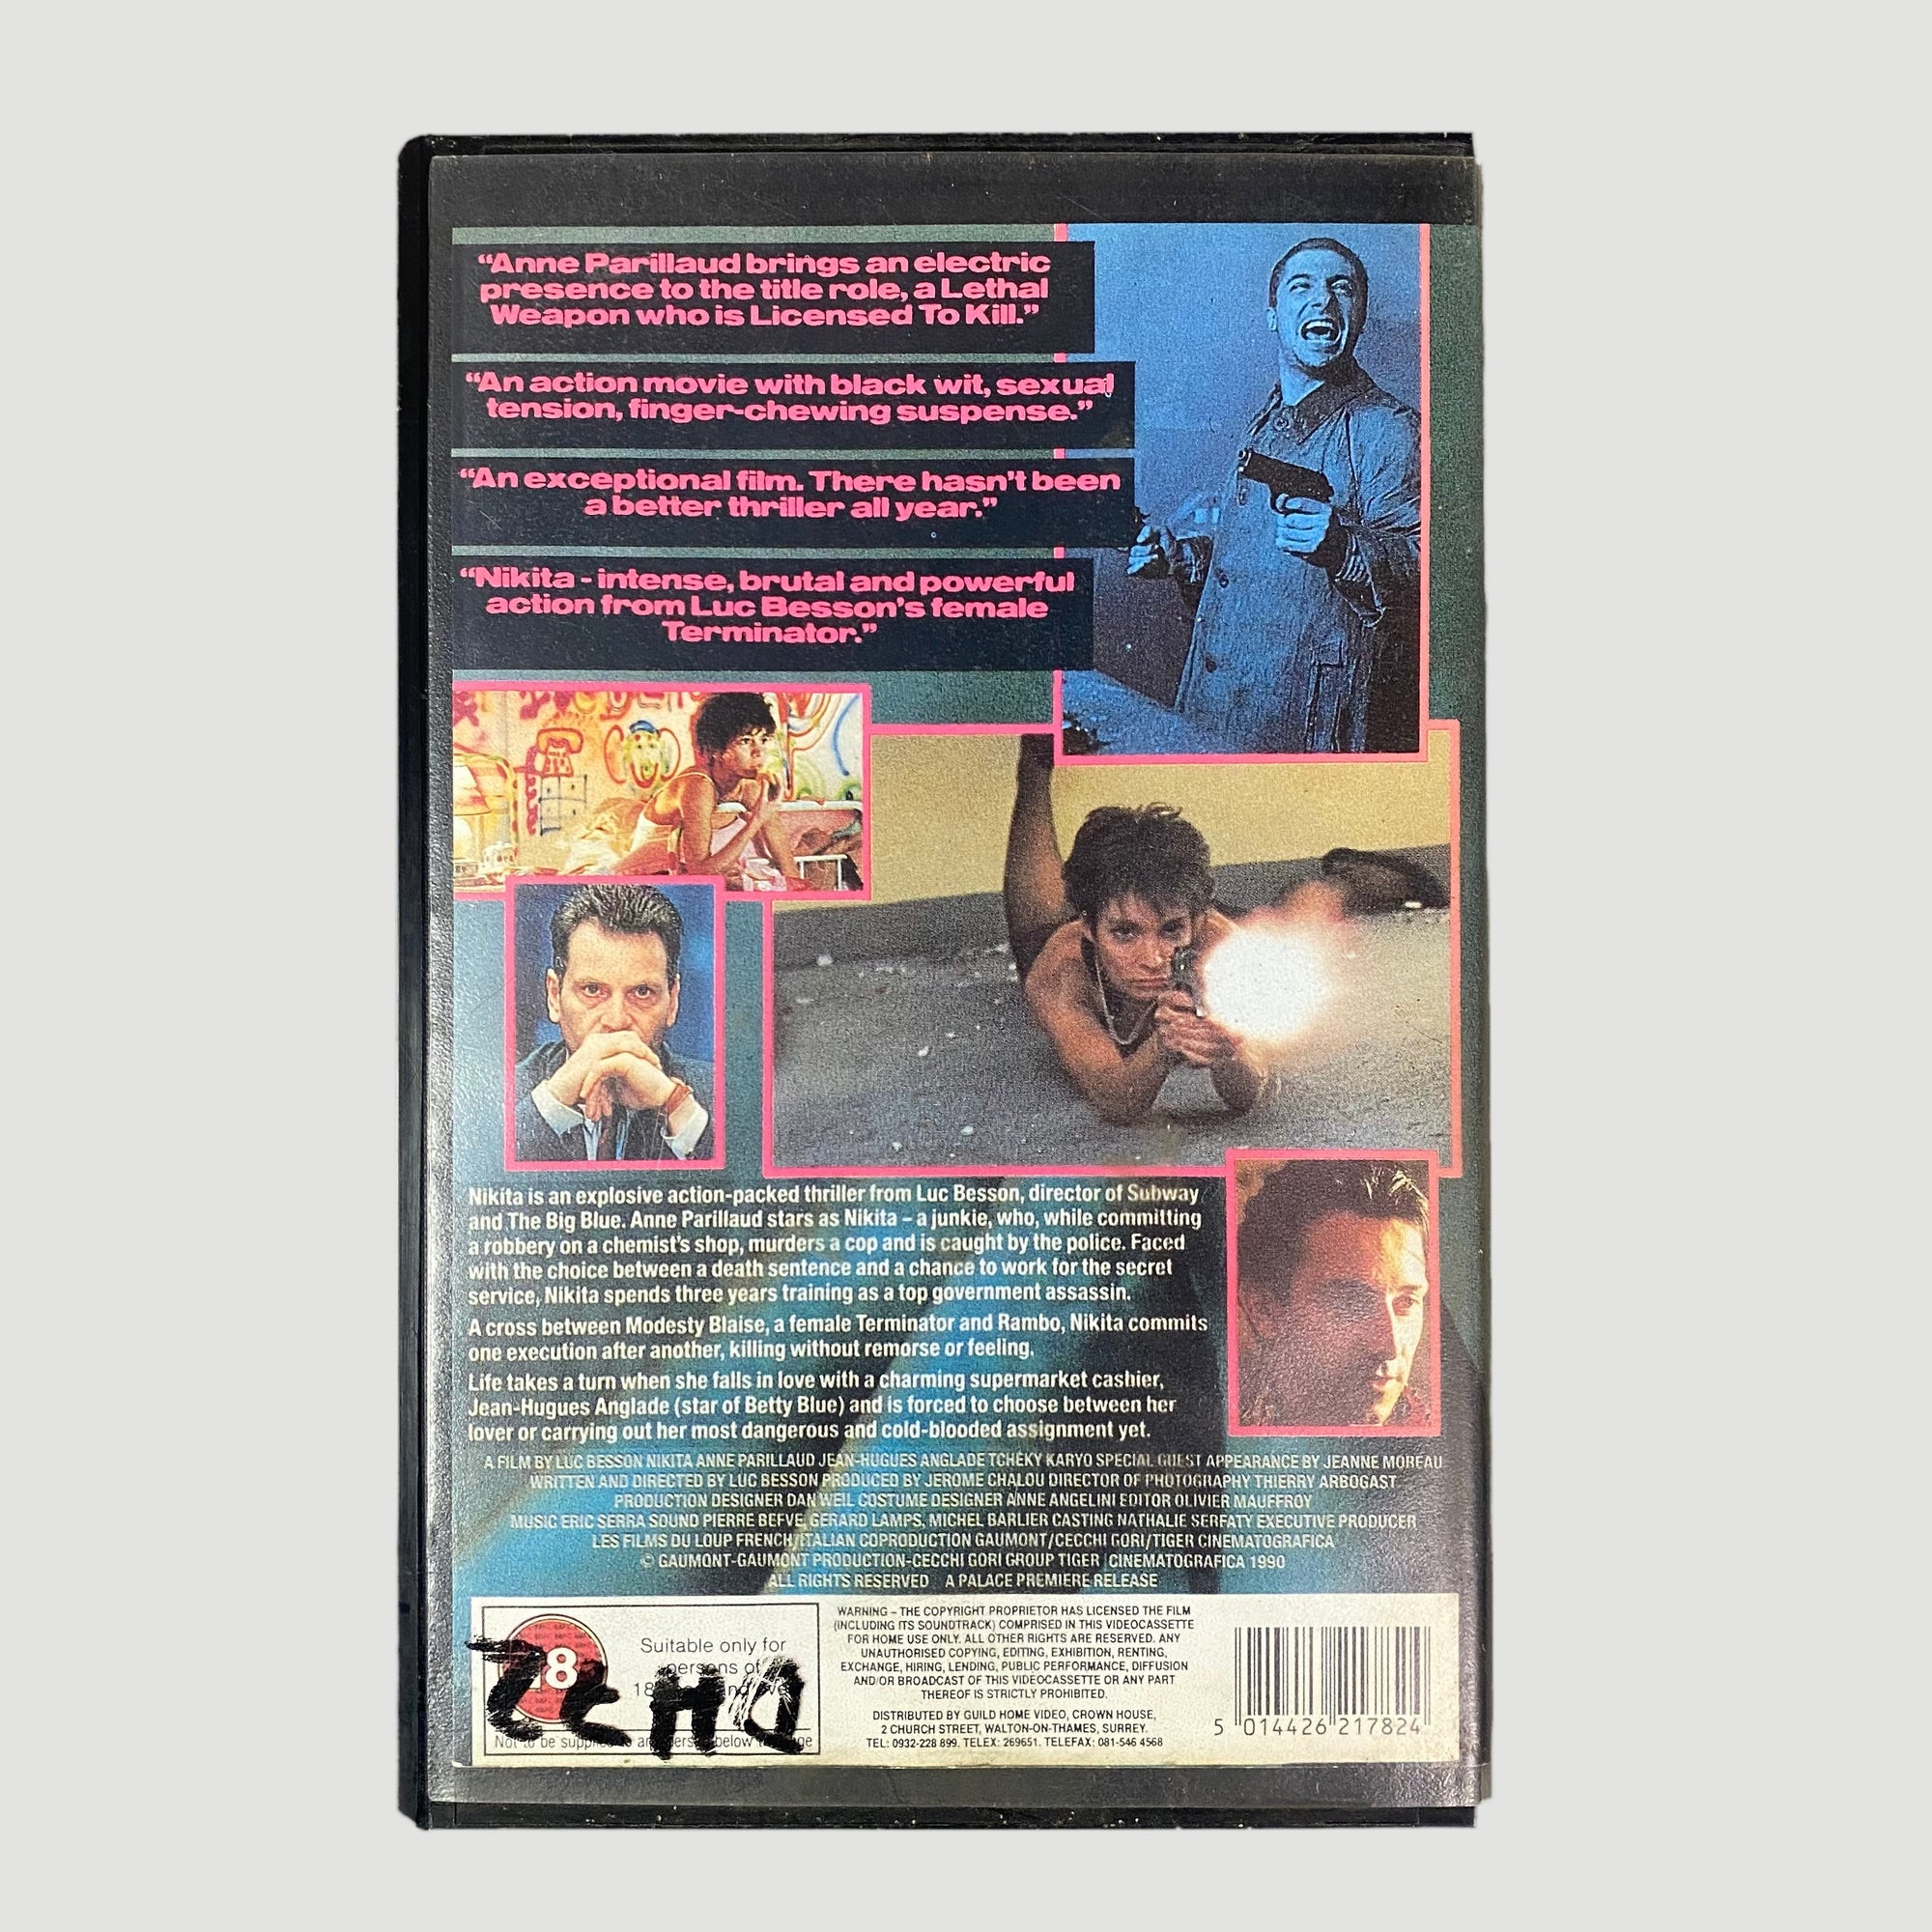 “Anne Parillaud brings an electric
presence to the title role, a Lethal
Weapon who is Licensed To Kill.”
“An action movie with black wit, sexual
tension, finger-chewing suspense.”
“An exceptional film. There hasn't been
a better thriller all year.”
“Nikita - intense, brutal and powerful
action from Luc Besson's female
Terminator.”
Nikita is an explosive action-packed thriller from Luc Besson, director of Subway
and The Big Blue. Anne Parillaud stars as Nikita – a junkie, who, while committing
a robbery on a chemist's shop, murders a cop and is caught by the police. Faced
with the choice between a death sentence and a chance to work for the secret
service, Nikita spends three years training as a top government assassin.
A cross between Modesty Blaise, a female Terminator and Rambo, Nikita commits
one execution after another, killing without remorse or feeling.
Life takes a turn when she falls in love with a charming supermarket cashier,
Jean-Hugues Anglade (star of Betty Blue) and is forced to choose between her
lover or carrying out her most dangerous and cold-blooded assignment yet.
A FILM BY LUC BESSON NIKITA ANNE PARILLAUD JEAN-HUGUES ANGLADE TCHEKY KARYO SPECIAL GUEST APPEARANCE BY JEANNE MOREAU
WRITTEN AND DIRECTED BY LUC BESSON PRODUCED BY JEROME CHALOU DIRECTOR OF PHOTOGRAPHY THIERRY ARBOGAST
PRODUCTION DESIGNER DAN WEIL COSTUME DESIGNER ANNE ANGELINI EDITOR OLIVIER MAUFFROY
MUSIC ERIC SERRA SOUND PIERRE BEFVE, GERARD LAMPS, MICHEL BARLIER CASTING NATHALIE SERFATY EXECUTIVE PRODUCER
LES FILMS DU LOUP FRENCH/ITALIAN COPRODUCTION GAUMONT/CECCHI GORI/TIGER CINEMATOGRAFICA
© GAUMONT-GAUMONT PRODUCTION-CECCHI GORI GROUP TIGER CINEMATOGRAFICA 1990
ALL RIGHTS RESERVED A PALACE PREMIERE RELEASE
18
Suitable only for
persons of
18
Not to be supplied to any person below the age
WARNING – THE COPYRIGHT PROPRIETOR HAS LICENSED THE FILM
(INCLUDING ITS SOUNDTRACK) COMPRISED IN THIS VIDEOCASSETTE
FOR HOME USE ONLY. ALL OTHER RIGHTS ARE RESERVED. ANY
UNAUTHORISED COPYING, EDITING, EXHIBITION, RENTING,
EXCHANGE, HIRING, LENDING, PUBLIC PERFORMANCE, DIFFUSION
AND/OR BROADCAST OF THIS VIDEOCASSETTE OR ANY PART
THEREOF IS STRICTLY PROHIBITED.
DISTRIBUTED BY GUILD HOME VIDEO, CROWN HOUSE,
2 CHURCH STREET, WALTON-ON-THAMES, SURREY.
TEL: 0932-228 899. TELEX: 269651. TELEFAX: 081-546 4568
5 014426 217824